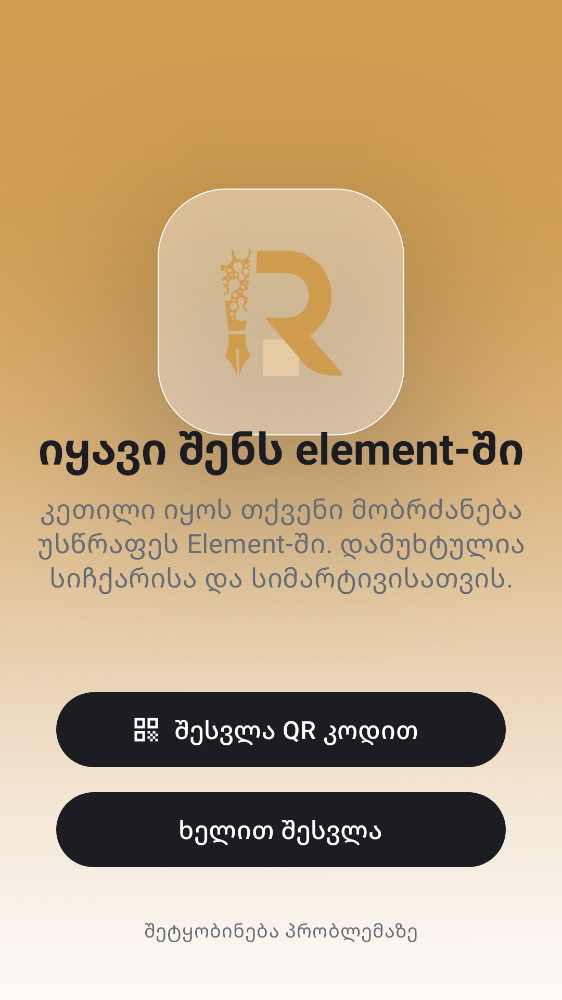 R
იყავი შენს element-ში
კეთილი იყოს თქვენი მობრძანება
უსწრაფეს Element-ში. დამუხტულია
სიჩქარისა და სიმარტივისათვის.
შესვლა QR კოდით
ხელით შესვლა
შეტყობინება პრობლემაზე